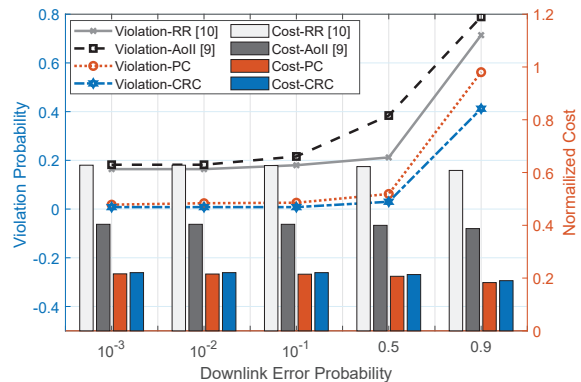 0.8
0.6
0.4
0.2
0
-0.2
-0.4
Violation Probability
Violation-RR [10]
Violation-AoII [9]
Violation-PC
Violation-CRC
Cost-RR [10]
Cost-AoII [9]
Cost-PC
Cost-CRC
1.2
1
0.8
0.6
0.4
0.2
0
Normalized Cost
10-3
10-2
10-1
0.5
0.9
Downlink Error Probability